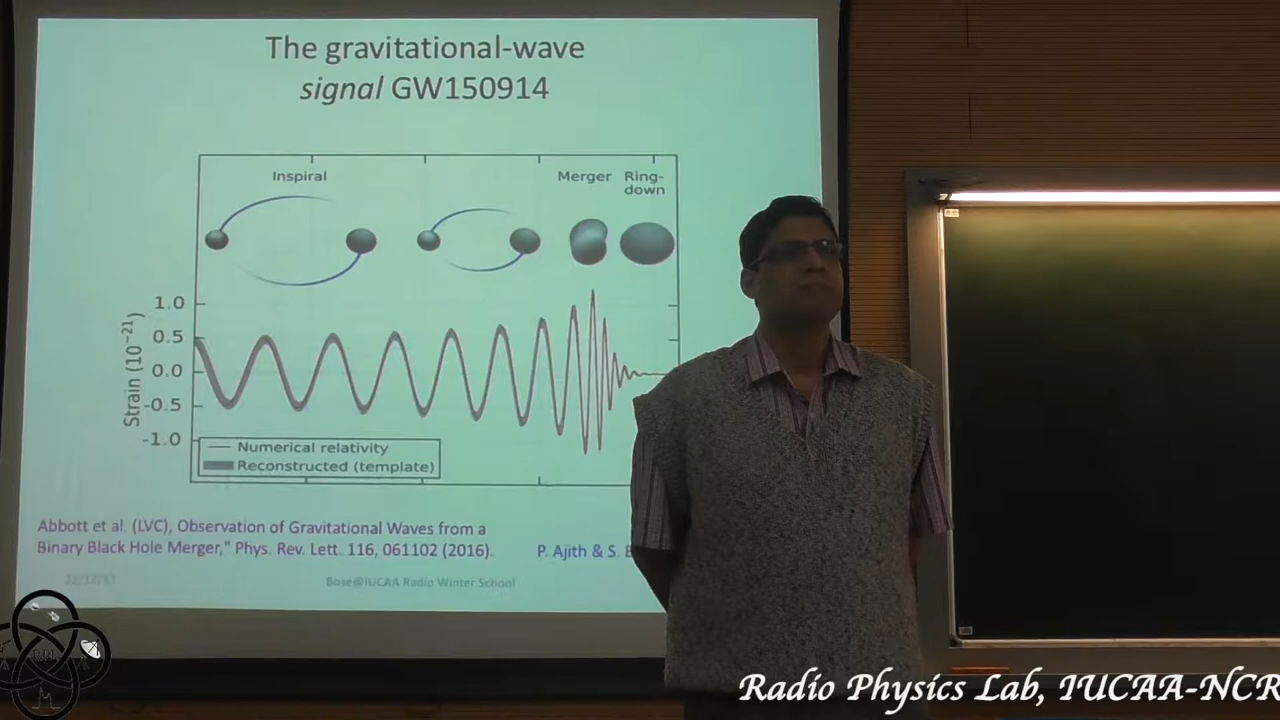 The gravitational-wave
signal GW150914
Inspiral
Merger
Ring-
down
1.0
0.5
0.0
-0.5
-1.0
Strain (10⁻²¹)
Numerical relativity
Reconstructed (template)
Abbott et al. (LVC), Observation of Gravitational Waves from a
Binary Black Hole Merger," Phys. Rev. Lett. 116, 061102 (2016).
P. Ajith & S.
Bose@IUCAA Radio Winter School
Radio Physics Lab, IUCAA-NCR